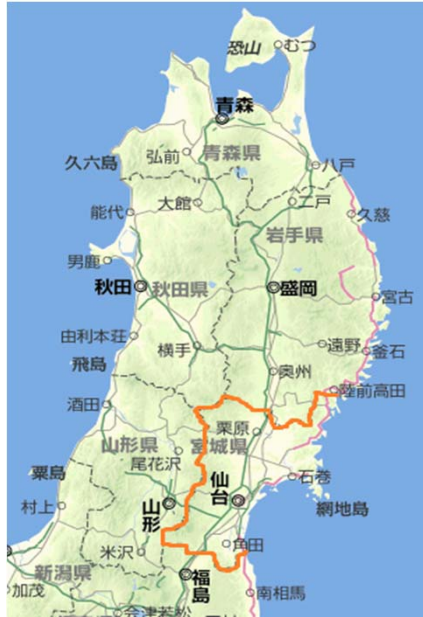 恐山
むつ
青森
弘前
青森県
久六島
八戸
能代
大館
二戸
久慈
岩手県
男鹿
秋田
秋田県
盛岡
宮古
由利本荘
横手
遠野
釜石
飛島
奥州
陸前高田
酒田
栗原
山形県
宮城県
尾花沢
粟島
石巻
仙台
山形
網地島
村上
角田
米沢
新潟県
福島
南相馬
加茂
会津若松